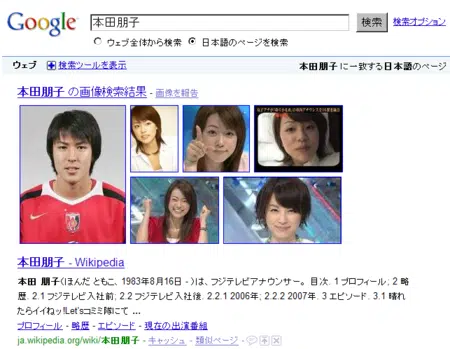 Google 本田朋子 検索 検索オプション
ウェブ全体から検索 日本語のページを検索
ウェブ 検索ツールを表示 本田朋子 に一致する日本語のページ
本田朋子 の画像検索結果 - 画像を報告
本田朋子 - Wikipedia
本田 朋子(ほんだ ともこ、1983年8月16日 - )は、フジテレビアナウンサー。 目次. 1 プロフィール; 2 略
歴. 2.1 フジテレビ入社前; 2.2 フジテレビ入社後. 2.2.1 2006年; 2.2.2 2007年. 3 エピソード. 3.1 晴れ
たらイイねッ!Let'sコミミ隊にて ...
プロフィール - 略歴 - エピソード - 現在の出演番組
ja.wikipedia.org/wiki/本田朋子 - キャッシュ - 類似ページ -